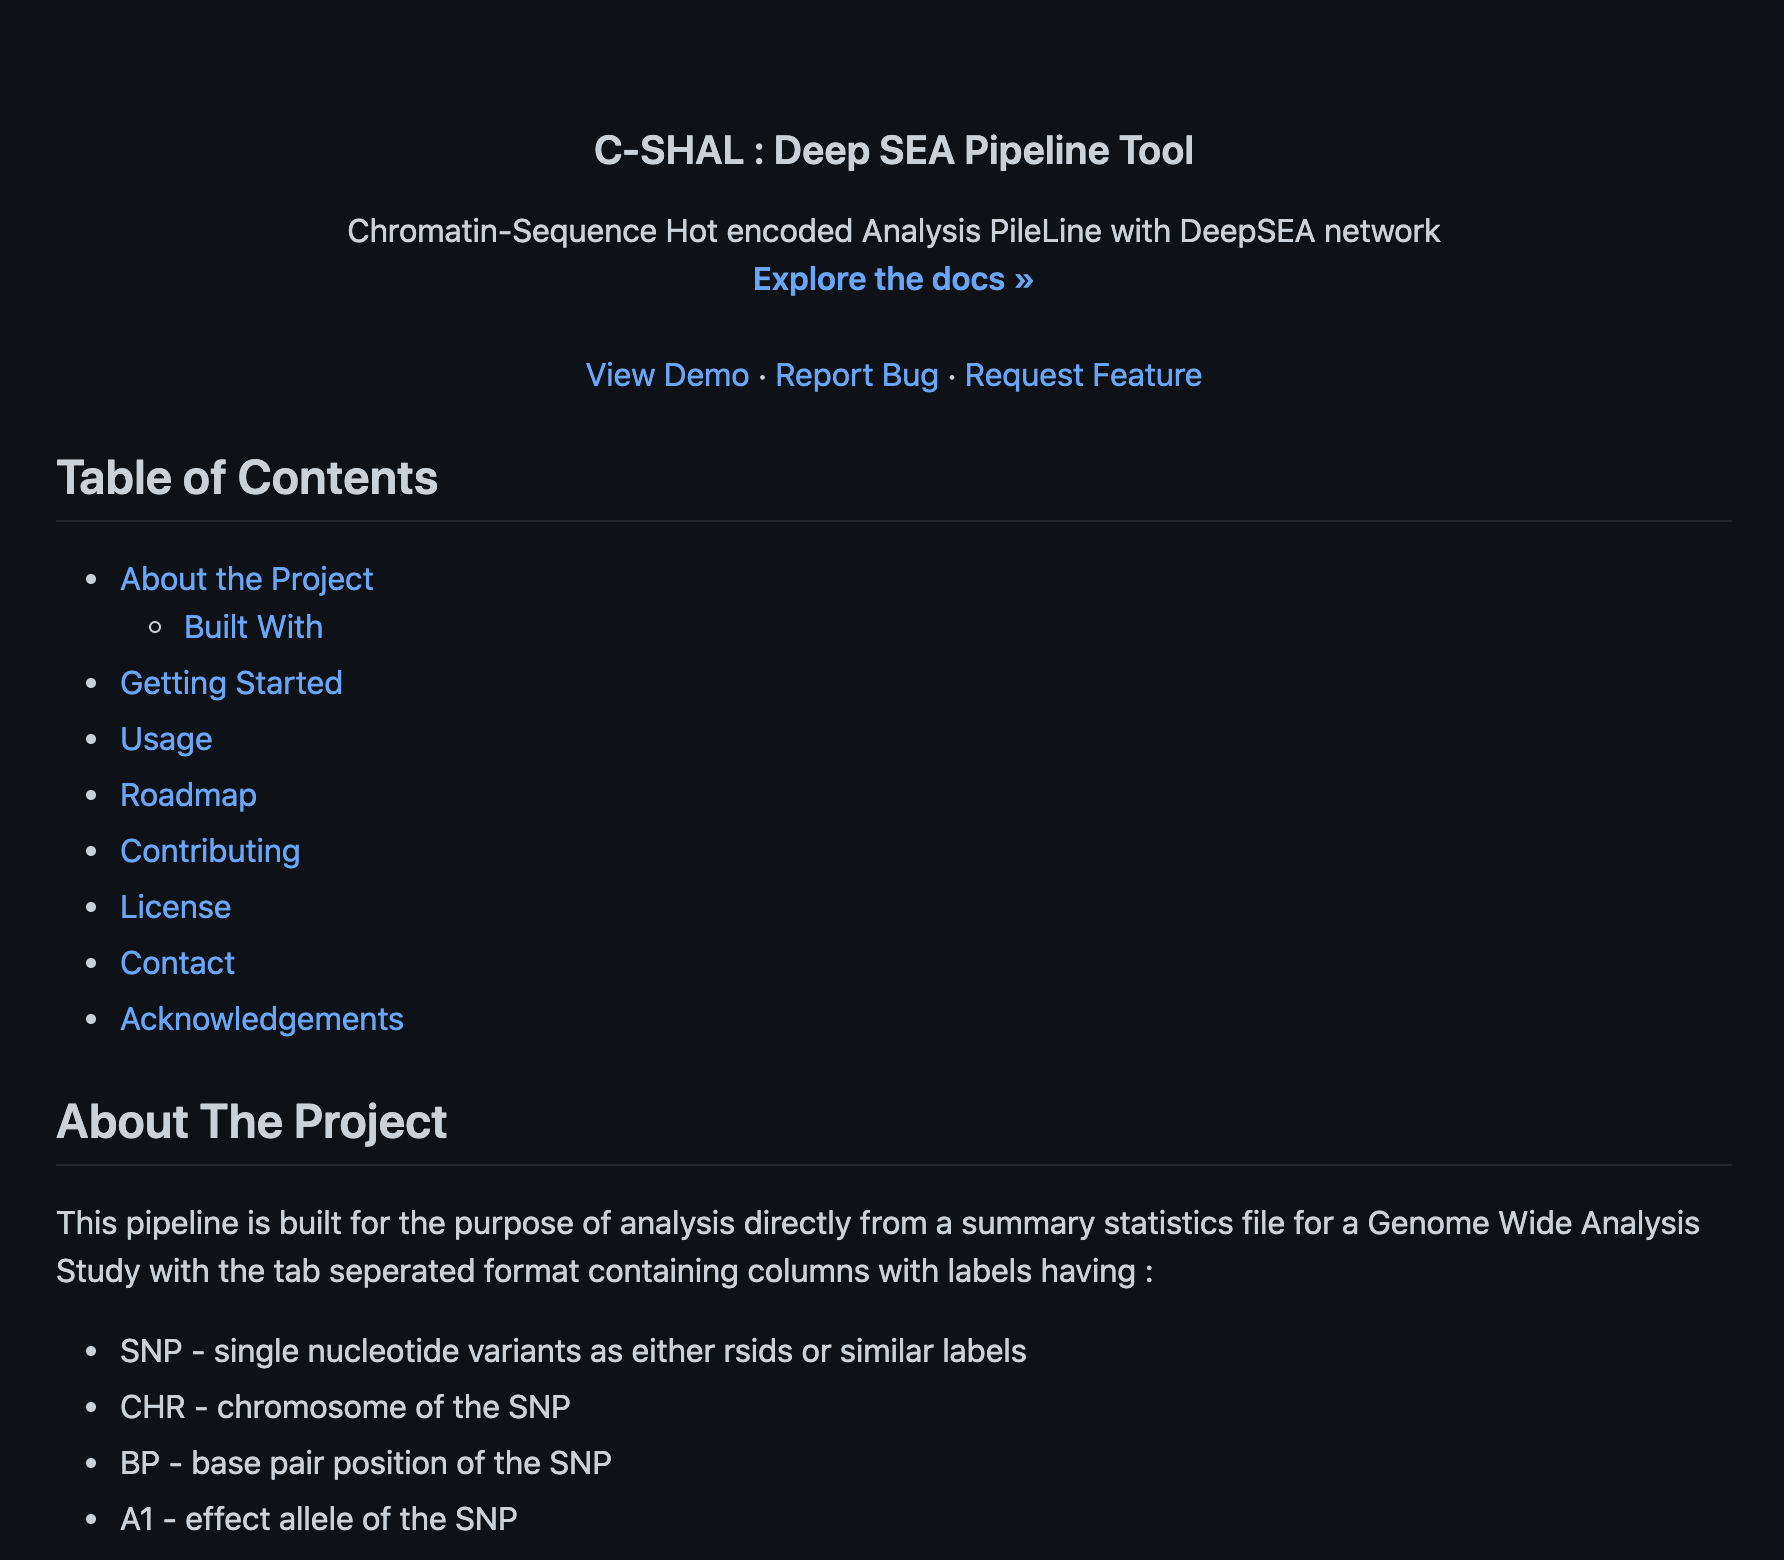 C-SHAL : Deep SEA Pipeline Tool
Chromatin-Sequence Hot encoded Analysis PileLine with DeepSEA network
Explore the docs »
View Demo · Report Bug · Request Feature
Table of Contents
About the Project
Built With
Getting Started
Usage
Roadmap
Contributing
License
Contact
Acknowledgements
About The Project
This pipeline is built for the purpose of analysis directly from a summary statistics file for a Genome Wide Analysis
Study with the tab seperated format containing columns with labels having :
SNP - single nucleotide variants as either rsids or similar labels
CHR - chromosome of the SNP
BP - base pair position of the SNP
A1 - effect allele of the SNP